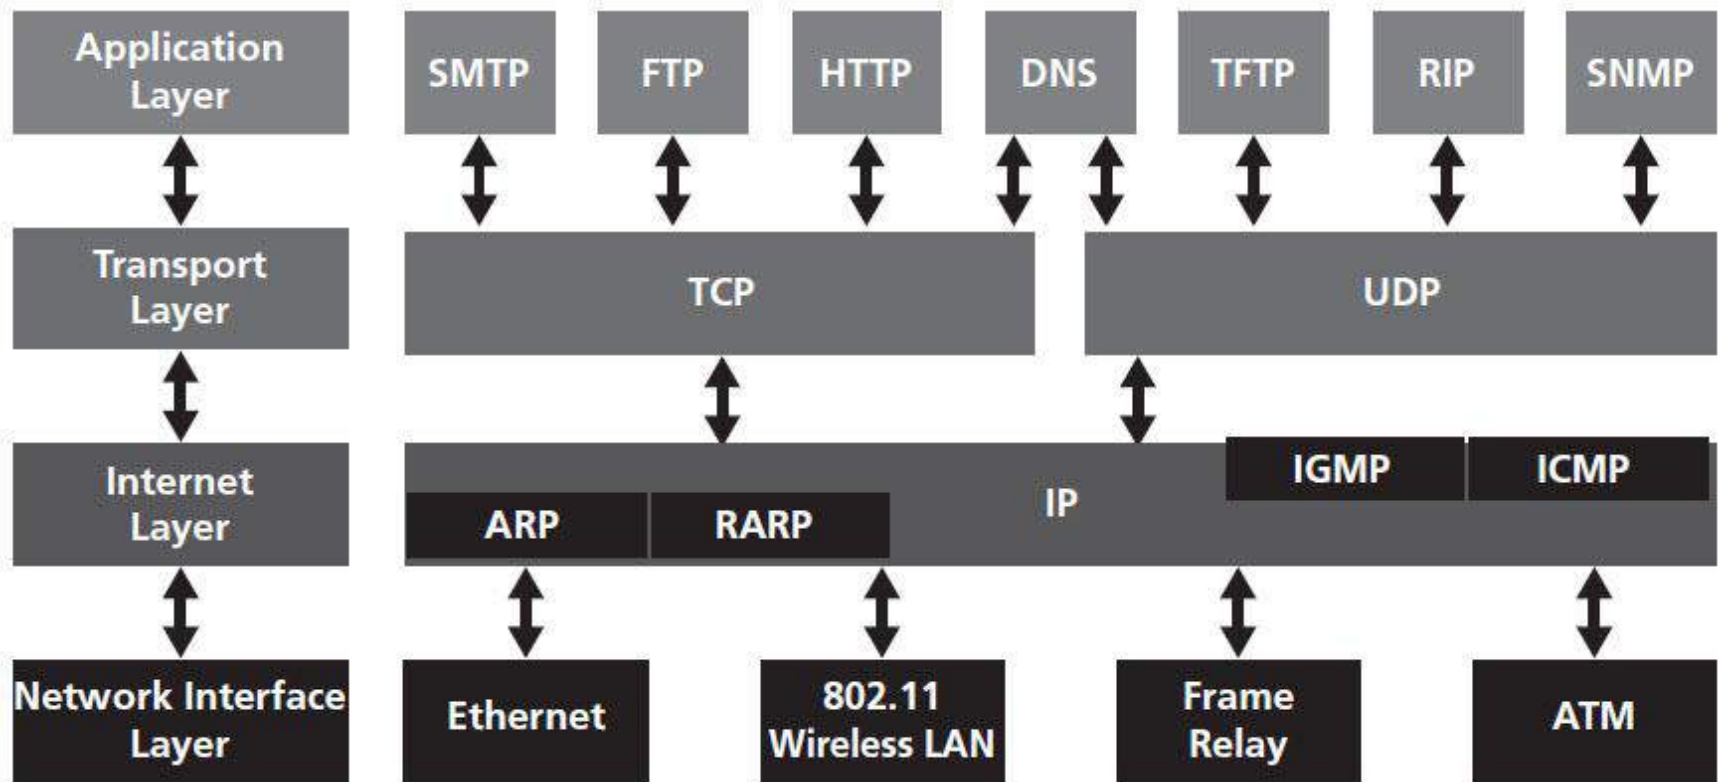 Application
Layer
SMTP
FTP
HTTP
DNS
TFTP
RIP
SNMP
Transport
Layer
TCP
UDP
Internet
Layer
ARP
RARP
IP
IGMP
ICMP
Network Interface
Layer
Ethernet
802.11
Wireless LAN
Frame
Relay
ATM